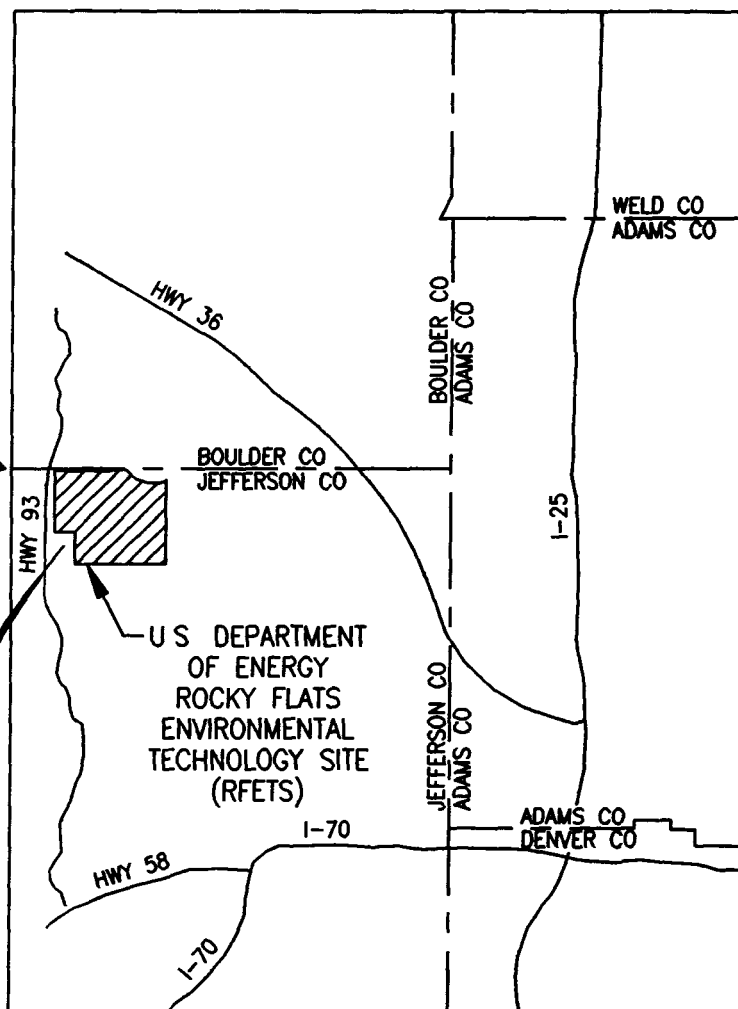 WELD CO
ADAMS CO
HWY 36
BOULDER CO
ADAMS CO
BOULDER CO
JEFFERSON CO
HWY 93
I-25
U S DEPARTMENT
OF ENERGY
ROCKY FLATS
ENVIRONMENTAL
TECHNOLOGY SITE
(RFETS)
JEFFERSON CO
ADAMS CO
ADAMS CO
DENVER CO
I-70
HWY 58
I-70